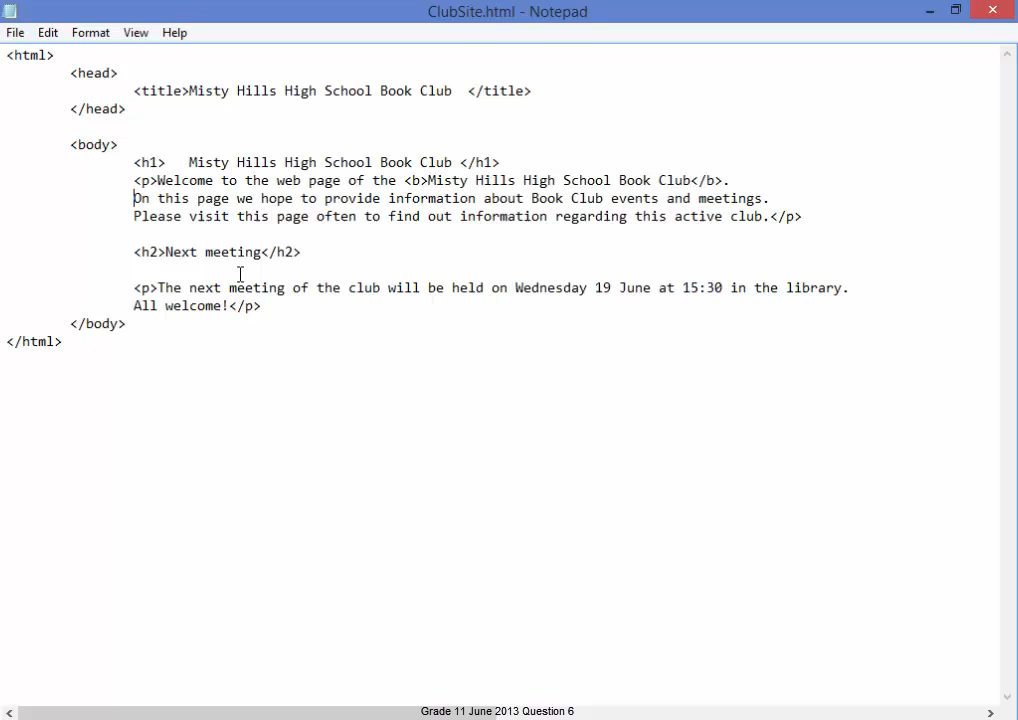 ClubSite.html - Notepad
File Edit Format View Help
<html>
<head>
<title>Misty Hills High School Book Club  </title>
</head>
<body>
<h1>   Misty Hills High School Book Club </h1>
<p>Welcome to the web page of the <b>Misty Hills High School Book Club</b>.
On this page we hope to provide information about Book Club events and meetings.
Please visit this page often to find out information regarding this active club.</p>
<h2>Next meeting</h2>
<p>The next meeting of the club will be held on Wednesday 19 June at 15:30 in the library.
All welcome!</p>
</body>
</html>
Grade 11 June 2013 Question 6